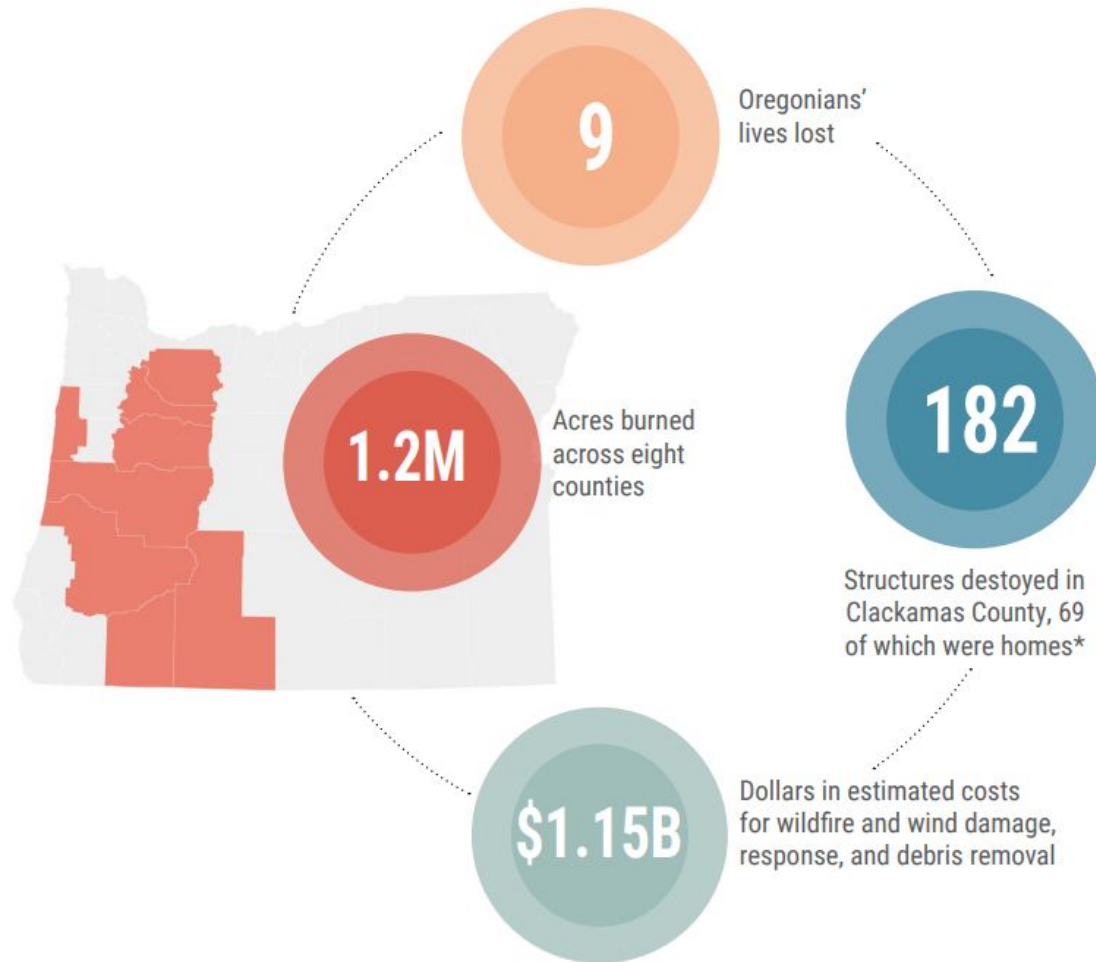 9
Oregonians’
lives lost
1.2M
Acres burned
across eight
counties
182
Structures destoyed in
Clackamas County, 69
of which were homes*
$1.15B
Dollars in estimated costs
for wildfire and wind damage,
response, and debris removal